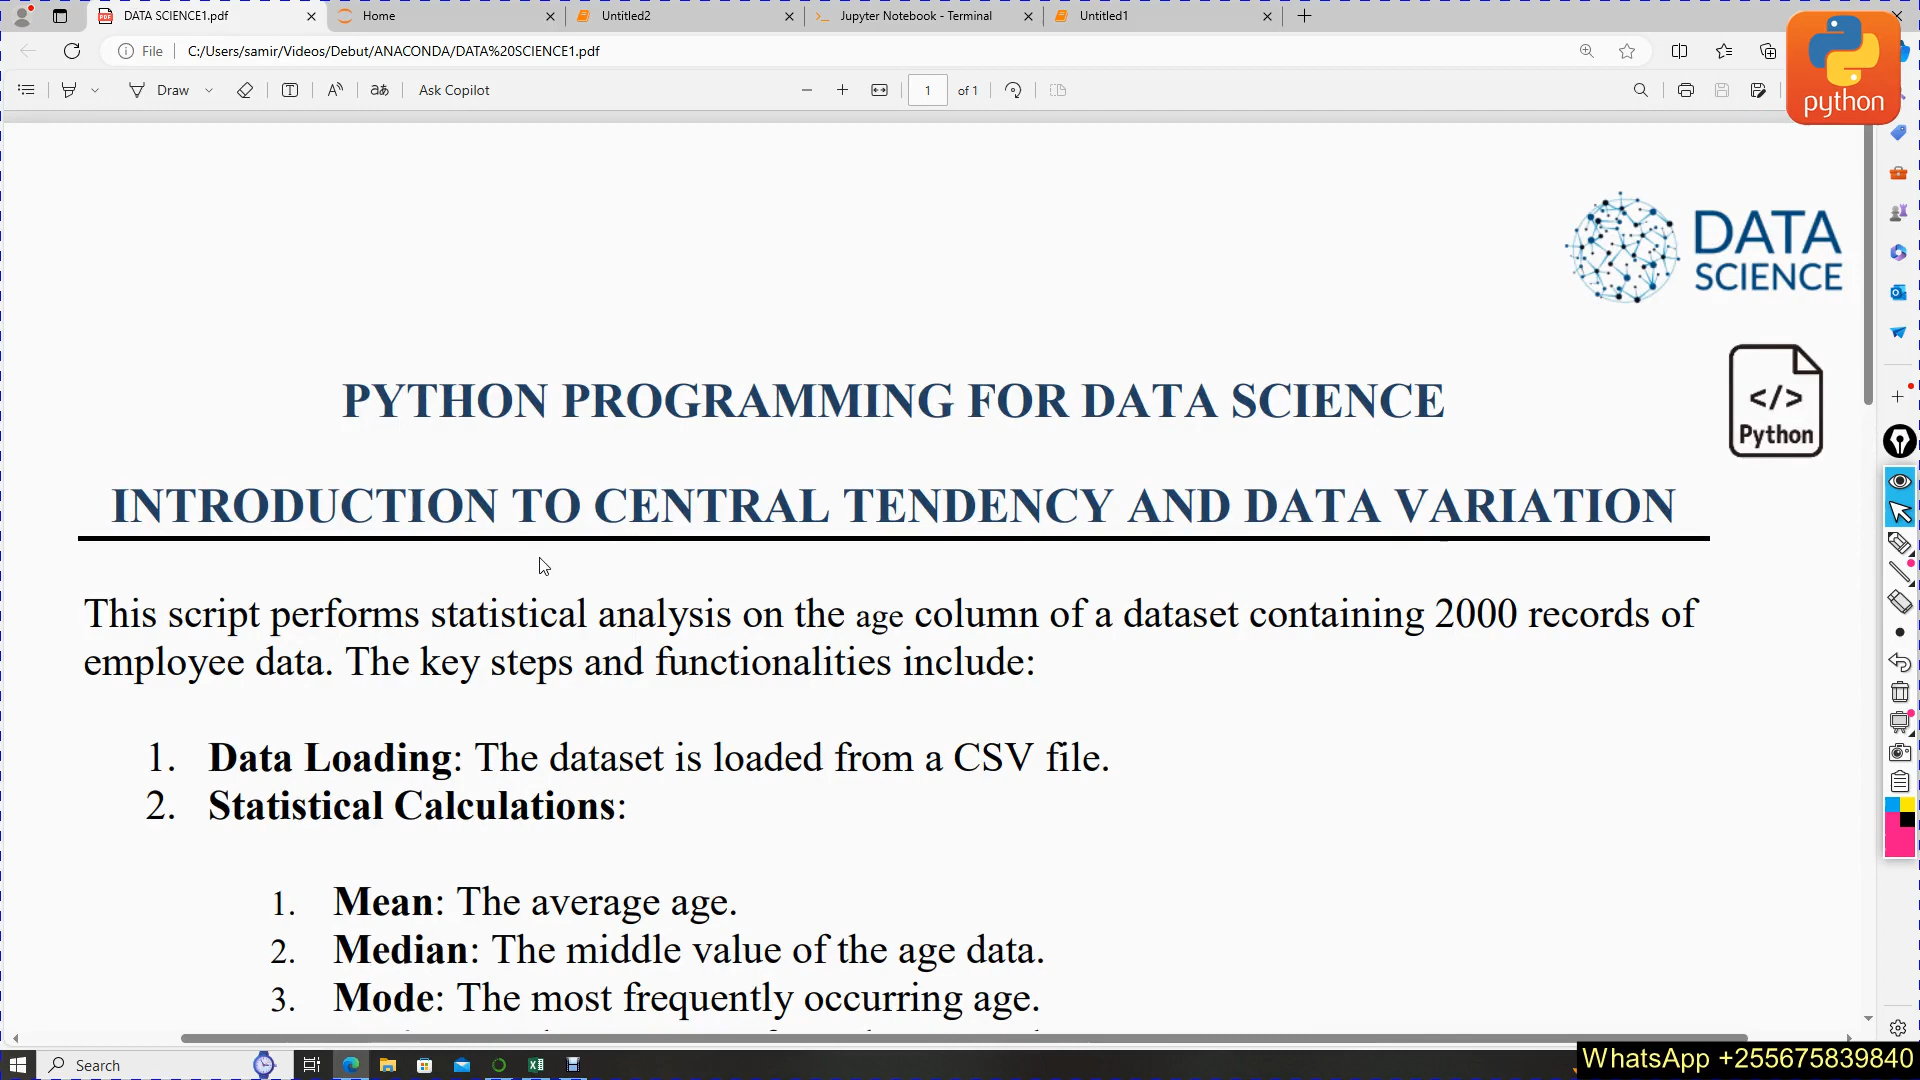 DATA SCIENCE1.pdf
Home
Untitled2
Jupyter Notebook - Terminal
Untitled1
File
C:/Users/samir/Videos/Debut/ANACONDA/DATA%20SCIENCE1.pdf
Draw
Ask Copilot
1
of 1
python
DATA
SCIENCE
PYTHON PROGRAMMING FOR DATA SCIENCE
</>
Python
INTRODUCTION TO CENTRAL TENDENCY AND DATA VARIATION
This script performs statistical analysis on the age column of a dataset containing 2000 records of
employee data. The key steps and functionalities include:
1. Data Loading: The dataset is loaded from a CSV file.
2. Statistical Calculations:
1. Mean: The average age.
2. Median: The middle value of the age data.
3. Mode: The most frequently occurring age.
Search
WhatsApp +255675839840